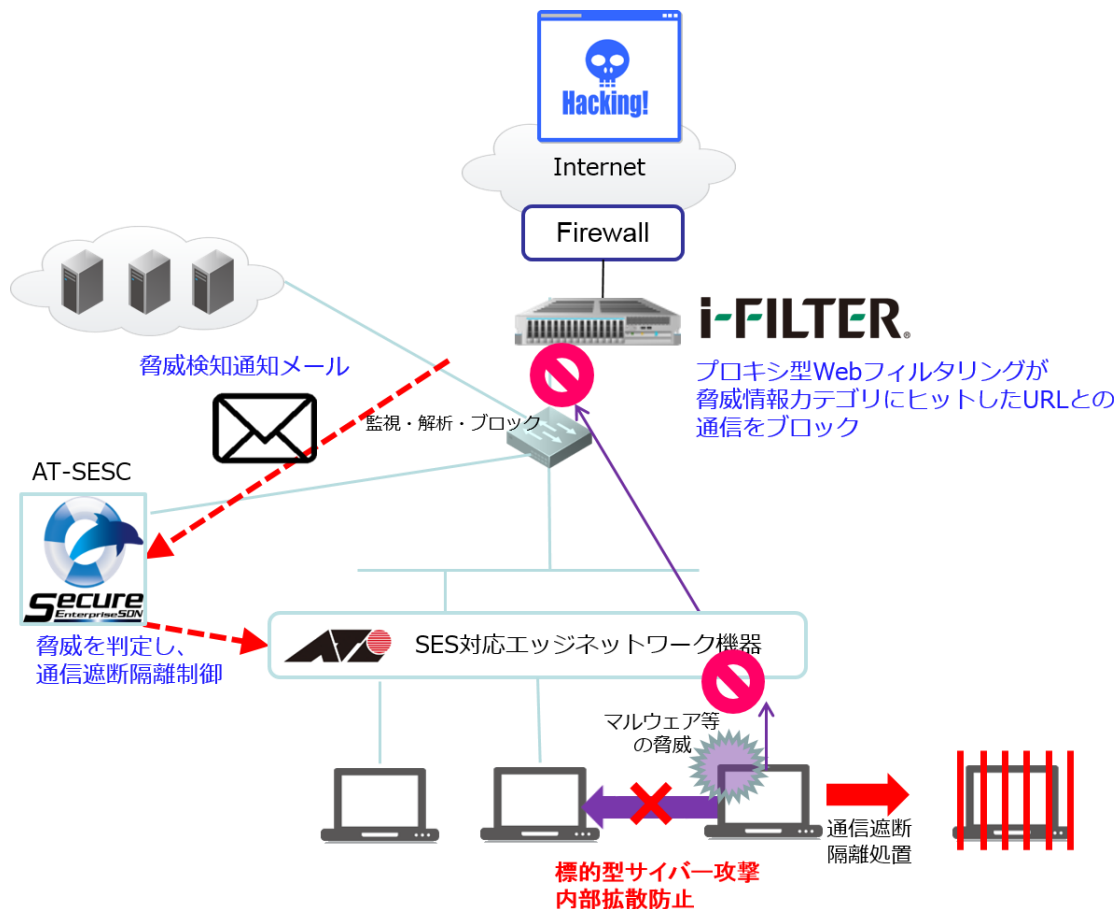 Hacking!
Internet
Firewall
i-FILTER.
プロキシ型Webフィルタリングが
脅威情報カテゴリにヒットしたURLとの
通信をブロック
脅威検知通知メール
監視・解析・ブロック
AT-SESC
Secure
EnterpriseSDN
脅威を判定し、
通信遮断隔離制御
SES対応エッジネットワーク機器
マルウェア等
の脅威
通信遮断
隔離処置
標的型サイバー攻撃
内部拡散防止